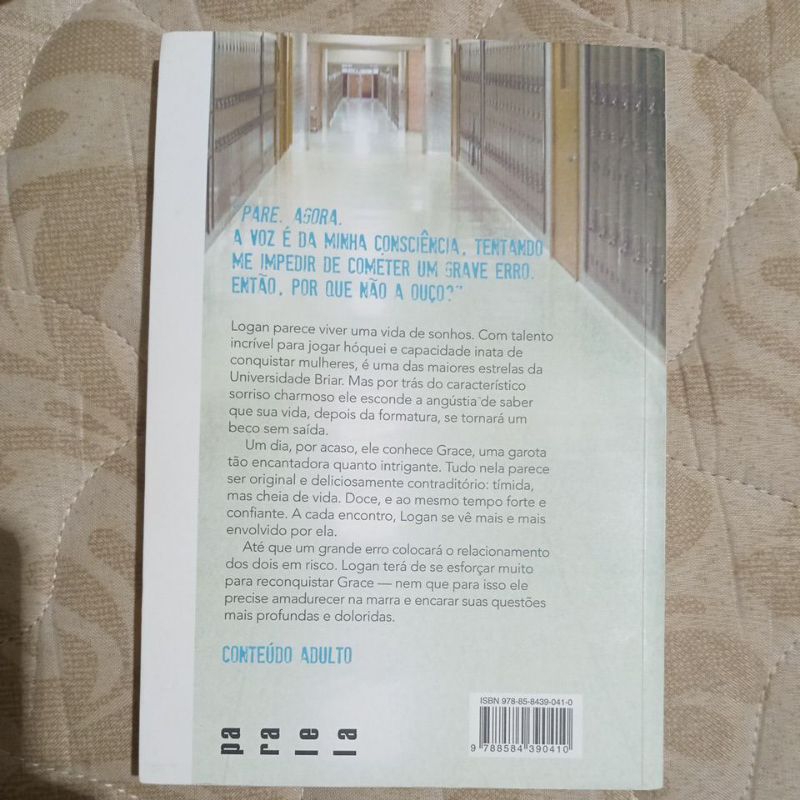 "PARE. AGORA.
A VOZ É DA MINHA CONSCIÊNCIA, TENTANDO
ME IMPEDIR DE COMETER UM GRAVE ERRO.
ENTÃO, POR QUE NÃO A OUÇO?"
Logan parece viver uma vida de sonhos. Com talento
incrível para jogar hóquei e capacidade inata de
conquistar mulheres, é uma das maiores estrelas da
Universidade Briar. Mas por trás do característico
sorriso charmoso ele esconde a angústia de saber
que sua vida, depois da formatura, se tornará um
beco sem saída.
Um dia, por acaso, ele conhece Grace, uma garota
tão encantadora quanto intrigante. Tudo nela parece
ser original e deliciosamente contraditório: tímida,
mas cheia de vida. Doce, e ao mesmo tempo forte e
confiante. A cada encontro, Logan se vê mais e mais
envolvido por ela.
Até que um grande erro colocará o relacionamento
dos dois em risco. Logan terá de se esforçar muito
para reconquistar Grace — nem que para isso ele
precise amadurecer na marra e encarar suas questões
mais profundas e doloridas.
CONTEÚDO ADULTO
ISBN 978-85-8439-041-0
9 788584 390410
pa
ra
le
la